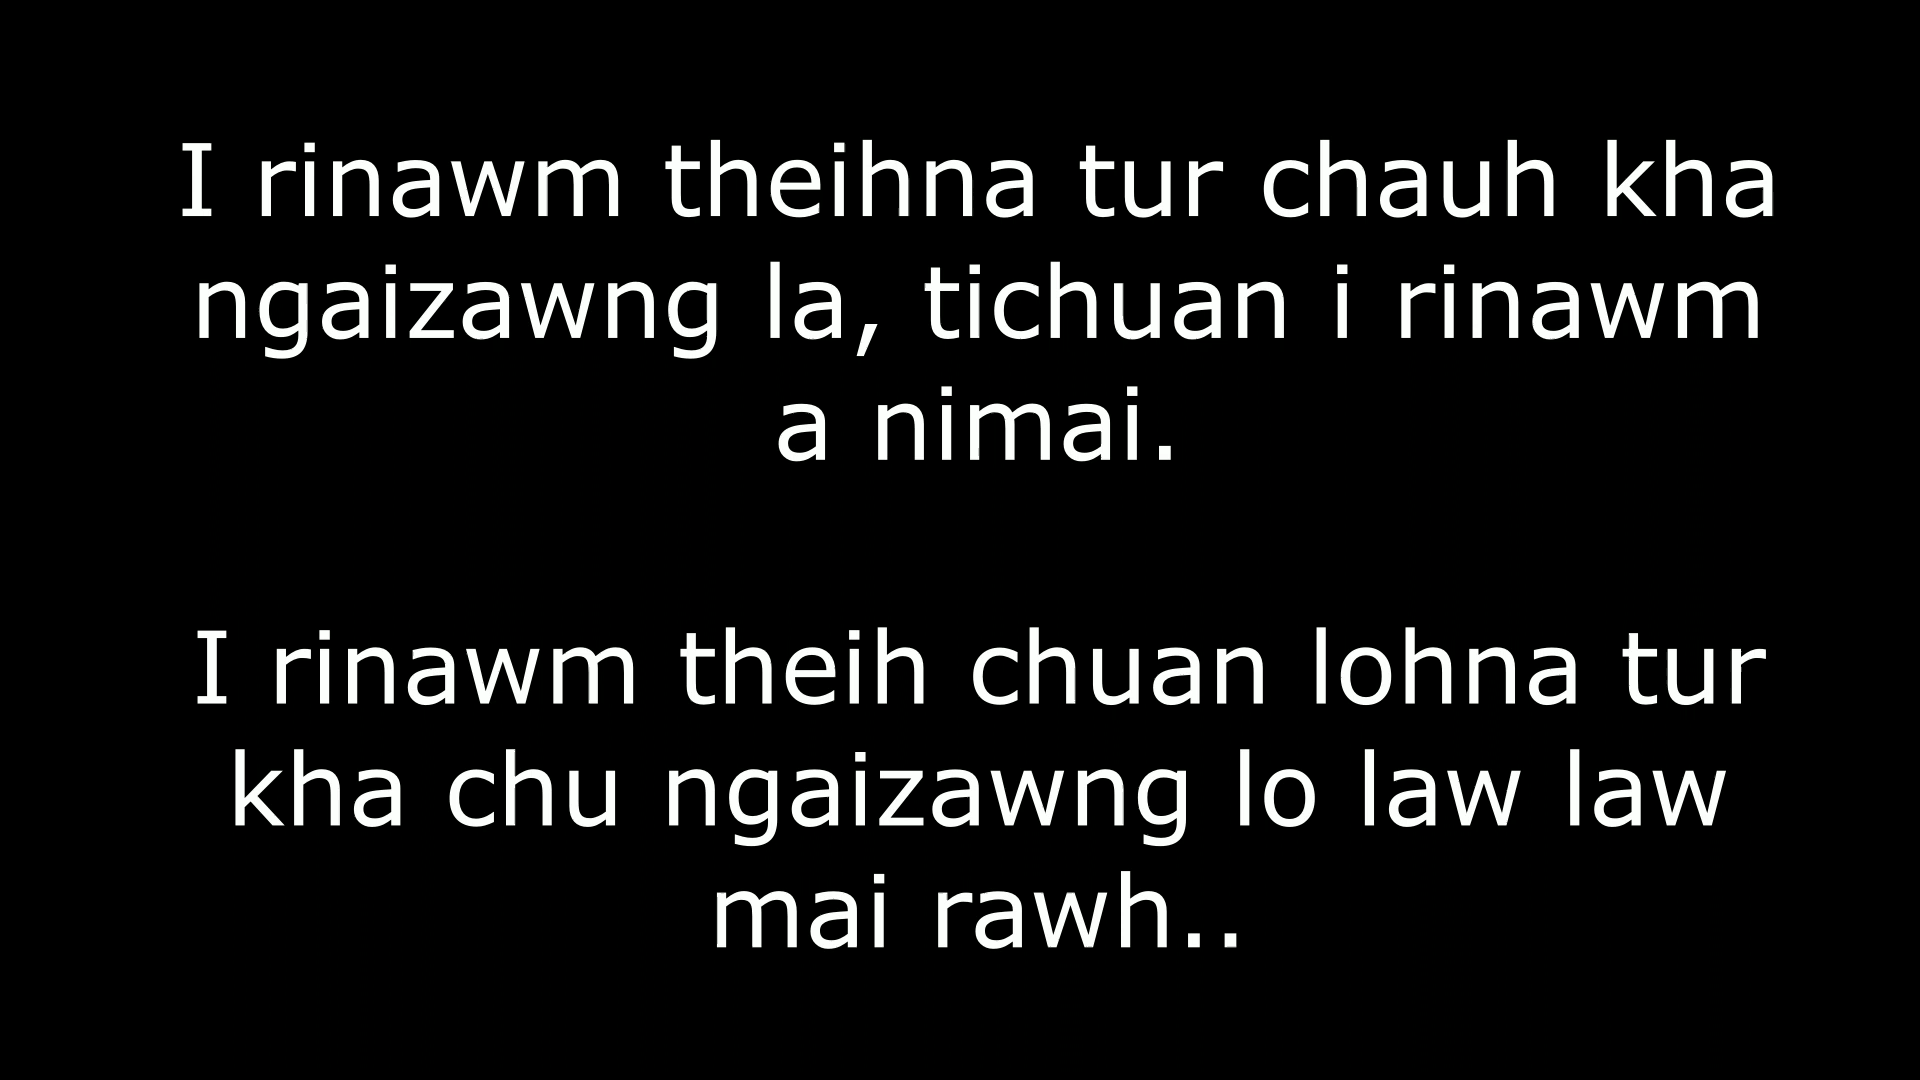 I rinawm theihna tur chauh kha
ngaizawng la, tichuan i rinawm
a nimai.
I rinawm theih chuan lohna tur
kha chu ngaizawng lo law law
mai rawh..